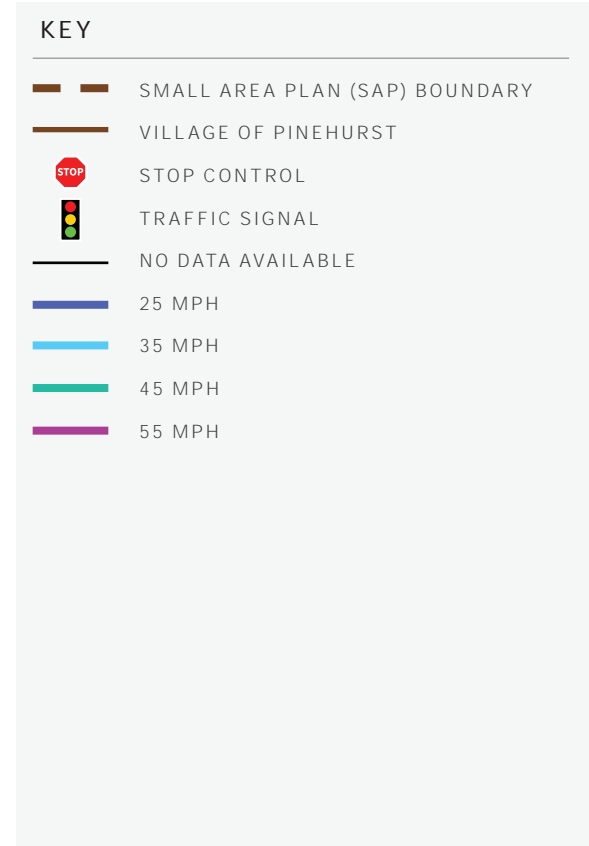 KEY
SMALL AREA PLAN (SAP) BOUNDARY
VILLAGE OF PINEHURST
STOP
STOP CONTROL
TRAFFIC SIGNAL
NO DATA AVAILABLE
25 MPH
35 MPH
45 MPH
55 MPH